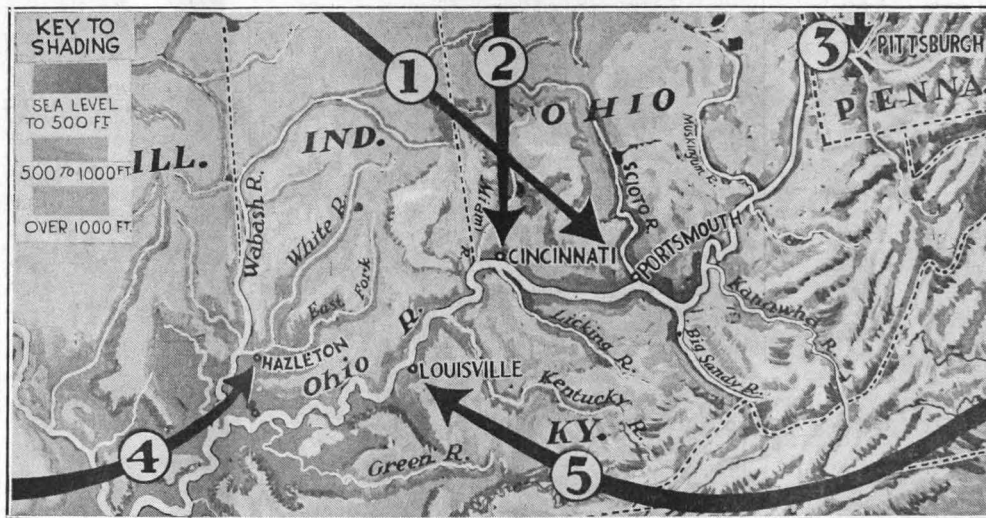 KEY TO
SHADING
SEA LEVEL
TO 500 FT.
500 TO 1000 FT.
OVER 1000 FT.
ILL.
IND.
OHIO
PENNA
KY.
1
2
3
4
5
PITTSBURGH
Muskingum R.
SCIOTO R.
PORTSMOUTH
Miami
R.
CINCINNATI
Wabash R.
White R.
East Fork
HAZLETON
Ohio
R.
LOUISVILLE
Licking R.
Kentucky
R.
Big Sandy R.
Kanawha
R.
Green R.